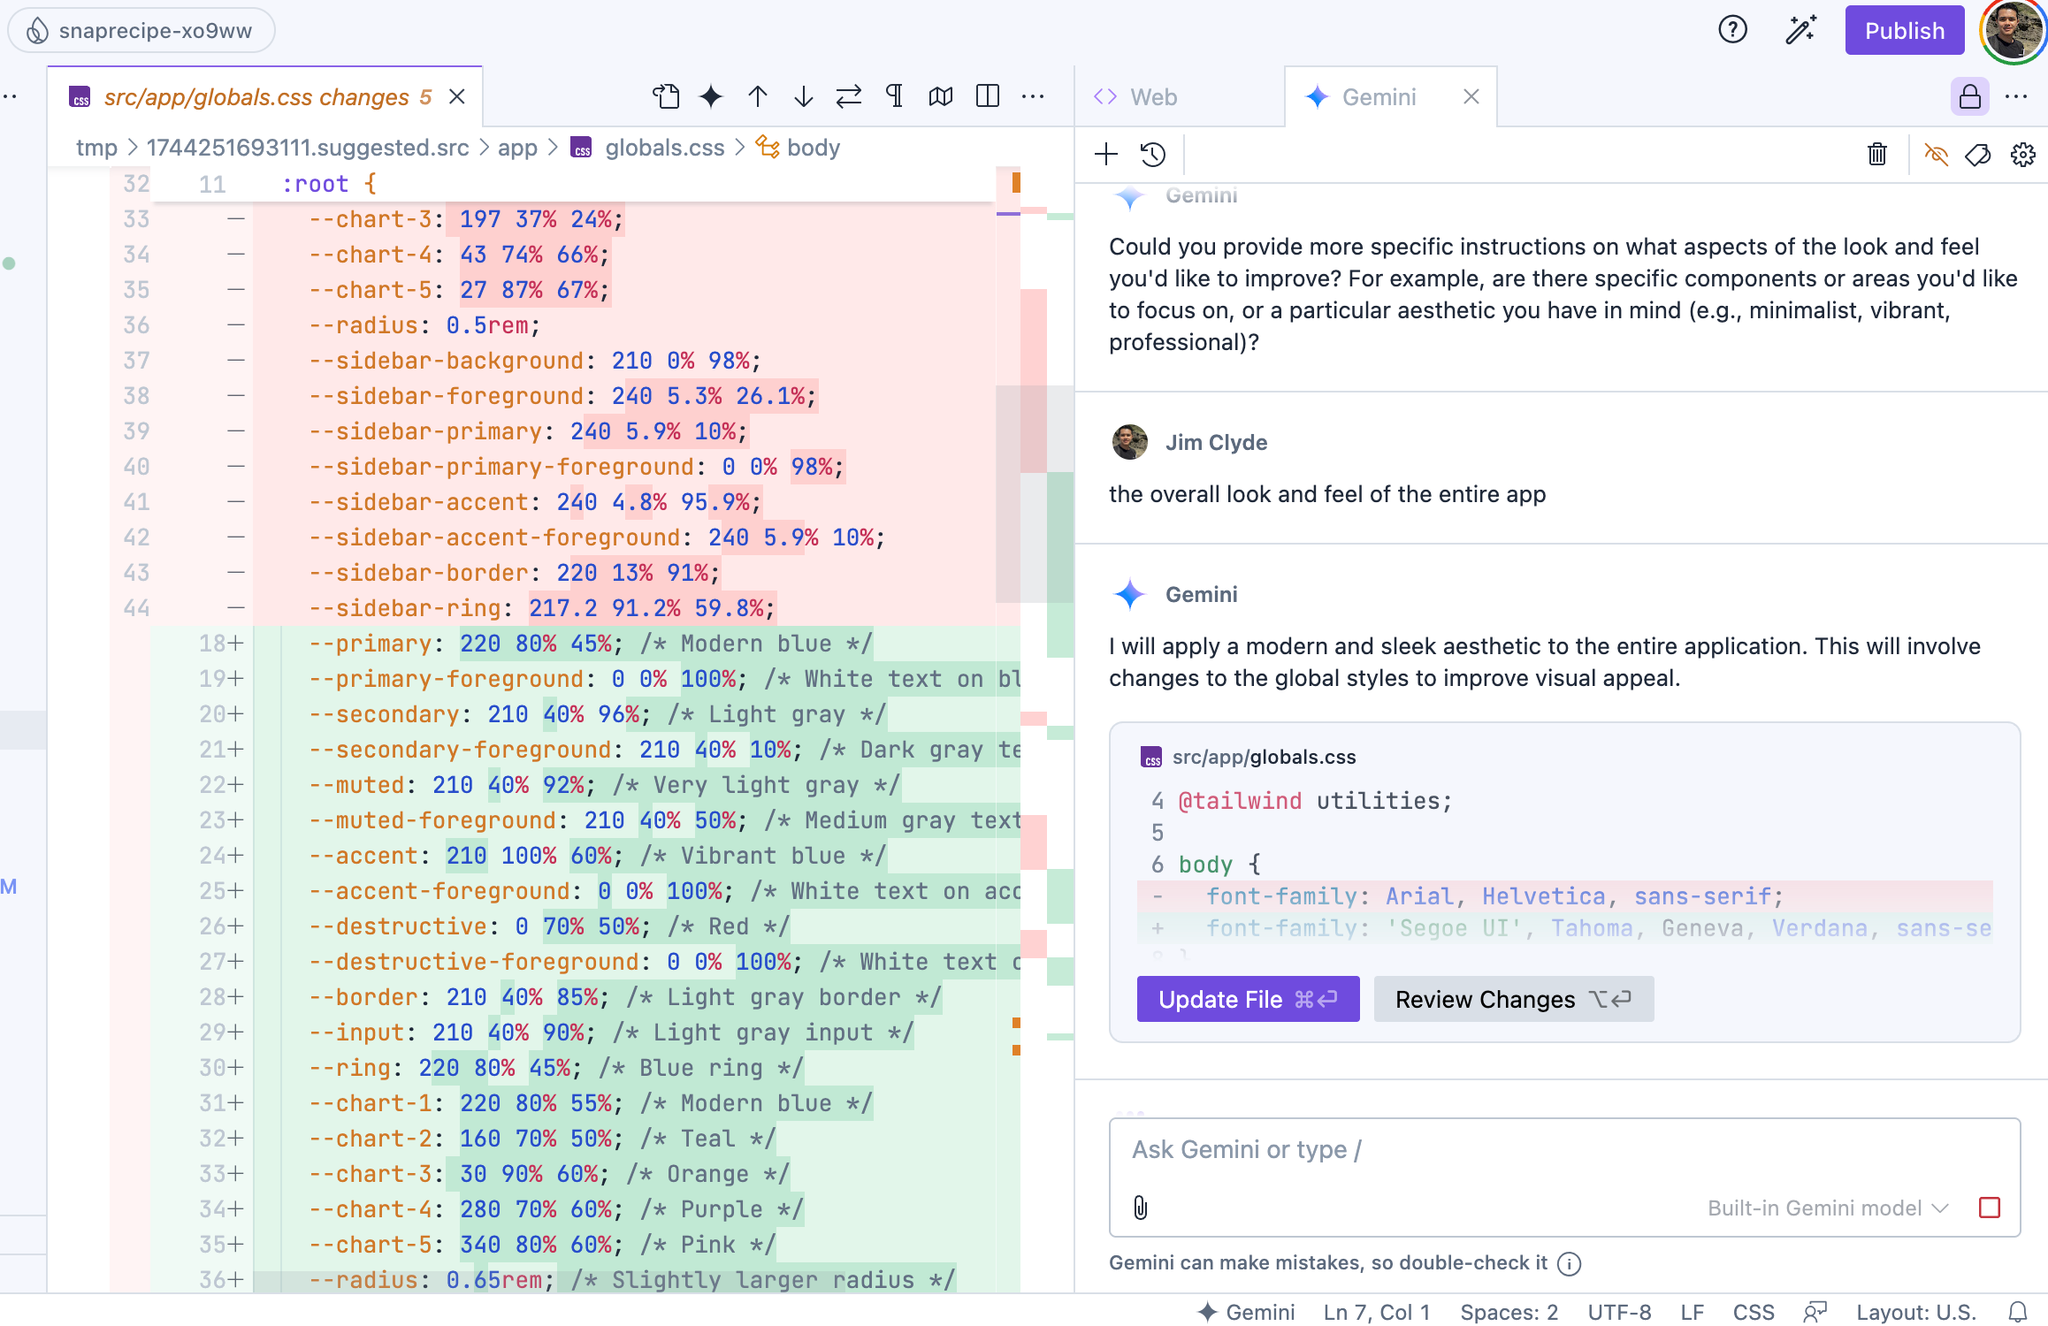 snaprecipe-xo9ww
Publish
src/app/globals.css changes 5
Web
Gemini
tmp > 1744251693111.suggested.src > app > globals.css > body
32 11 :root {
33 — --chart-3: 197 37% 24%;
34 — --chart-4: 43 74% 66%;
35 — --chart-5: 27 87% 67%;
36 — --radius: 0.5rem;
37 — --sidebar-background: 210 0% 98%;
38 — --sidebar-foreground: 240 5.3% 26.1%;
39 — --sidebar-primary: 240 5.9% 10%;
40 — --sidebar-primary-foreground: 0 0% 98%;
41 — --sidebar-accent: 240 4.8% 95.9%;
42 — --sidebar-accent-foreground: 240 5.9% 10%;
43 — --sidebar-border: 220 13% 91%;
44 — --sidebar-ring: 217.2 91.2% 59.8%;
18+ --primary: 220 80% 45%; /* Modern blue */
19+ --primary-foreground: 0 0% 100%; /* White text on bl
20+ --secondary: 210 40% 96%; /* Light gray */
21+ --secondary-foreground: 210 40% 10%; /* Dark gray te
22+ --muted: 210 40% 92%; /* Very light gray */
23+ --muted-foreground: 210 40% 50%; /* Medium gray text
24+ --accent: 210 100% 60%; /* Vibrant blue */
25+ --accent-foreground: 0 0% 100%; /* White text on acc
26+ --destructive: 0 70% 50%; /* Red */
27+ --destructive-foreground: 0 0% 100%; /* White text o
28+ --border: 210 40% 85%; /* Light gray border */
29+ --input: 210 40% 90%; /* Light gray input */
30+ --ring: 220 80% 45%; /* Blue ring */
31+ --chart-1: 220 80% 55%; /* Modern blue */
32+ --chart-2: 160 70% 50%; /* Teal */
33+ --chart-3: 30 90% 60%; /* Orange */
34+ --chart-4: 280 70% 60%; /* Purple */
35+ --chart-5: 340 80% 60%; /* Pink */
36+ --radius: 0.65rem; /* Slightly larger radius */
M
Gemini
Could you provide more specific instructions on what aspects of the look and feel
you'd like to improve? For example, are there specific components or areas you'd like
to focus on, or a particular aesthetic you have in mind (e.g., minimalist, vibrant,
professional)?
Jim Clyde
the overall look and feel of the entire app
Gemini
I will apply a modern and sleek aesthetic to the entire application. This will involve
changes to the global styles to improve visual appeal.
src/app/globals.css
4 @tailwind utilities;
5
6 body {
- font-family: Arial, Helvetica, sans-serif;
+ font-family: 'Segoe UI', Tahoma, Geneva, Verdana, sans-se
Update File ⌘↩
Review Changes ⌥↩
Ask Gemini or type /
Built-in Gemini model
Gemini can make mistakes, so double-check it
Gemini Ln 7, Col 1 Spaces: 2 UTF-8 LF CSS Layout: U.S.